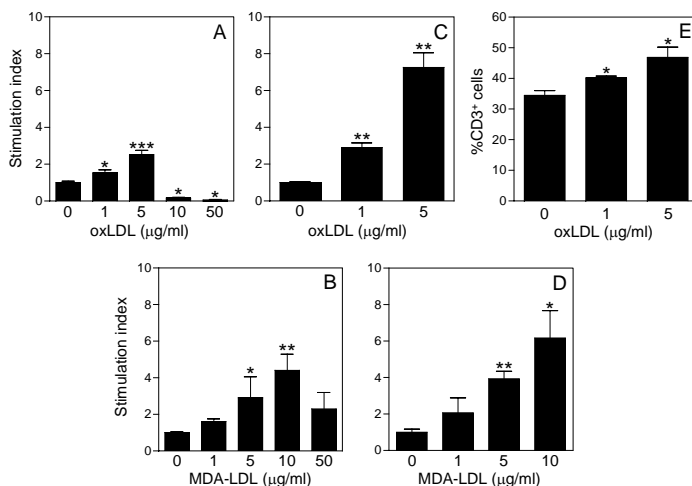 A
Stimulation index
10
8
6
4
2
0
* *** * *
0 1 5 10 50
oxLDL (μg/ml)
C
10
8
6
4
2
0
** **
0 1 5
oxLDL (μg/ml)
E
%CD3⁺ cells
60
50
40
30
20
10
0
* *
0 1 5
oxLDL (μg/ml)
B
Stimulation index
10
8
6
4
2
0
* **
0 1 5 10 50
MDA-LDL (μg/ml)
D
10
8
6
4
2
0
** *
0 1 5 10
MDA-LDL (μg/ml)